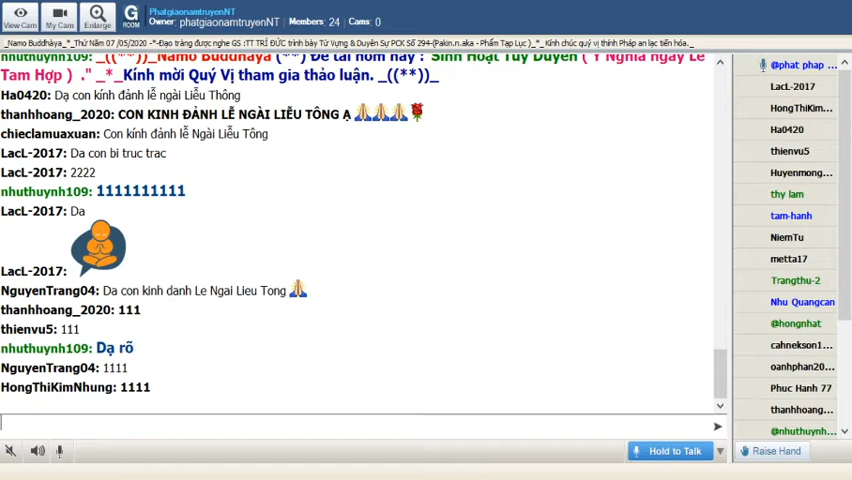 View Cam
My Cans
Enlarge
G
ROOM
PhatgiaonamtruyenNT
Owner: phatgiaonamtruyenNT | Members: 24 | Cams: 0
_Namo Buddhàya_*_Thứ Năm 07 /05/2020 -*-Đạo tràng được nghe GS :TT TRÍ ĐỨC trình bày Tứ Vựng & Duyên Sự PCK Số 294-(Pakin.n.aka - Phẩm Tạp Lục )_*_ Kính chúc quý vị thính Pháp an lạc tiến hóa._
nhuthuynh109: _((**))_Namo Buddhàya (**) Đề tài hôm nay : Sinh Hoạt Tùy Duyên ( Ý Nghĩa ngày Lễ
Tam Hợp ) ." _*_Kính mời Quý Vị tham gia thảo luận. _((**))_
Ha0420: Dạ con kính đảnh lễ ngài Liễu Thông
thanhhoang_2020: CON KINH ĐẢNH LỄ NGÀI LIỄU TÔNG Ạ
chieclamuaxuan: Con kính đảnh lễ Ngài Liễu Tông
LacL-2017: Da con bi truc trac
LacL-2017: 2222
nhuthuynh109: 1111111111
LacL-2017: Da
LacL-2017:
NguyenTrang04: Da con kinh danh Le Ngai Lieu Tong
thanhhoang_2020: 111
thienvu5: 111
nhuthuynh109: Dạ rõ
NguyenTrang04: 1111
HongThiKimNhung: 1111
@phat phap ...
LacL-2017
HongThiKim...
Ha0420
thienvu5
Huyenmong...
thy lam
tam-hanh
NiemTu
metta17
Trangthu-2
Nhu Quangcan
@hongnhat
cahnekson1...
oanhphan20...
Phuc Hanh 77
thanhhoang...
@nhuthuynh...
Hold to Talk
Raise Hand